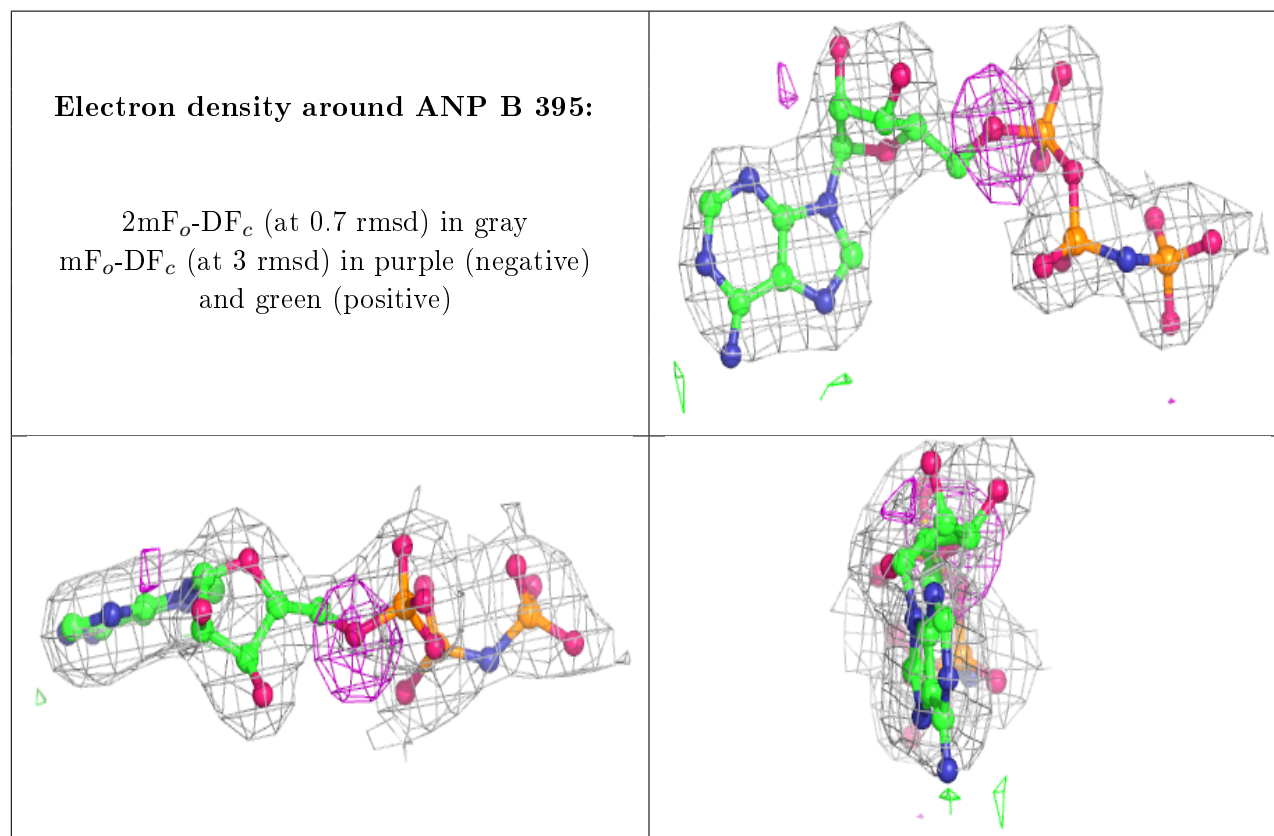 Electron density around ANP B 395:
2mFo-DFc (at 0.7 rmsd) in gray
mFo-DFc (at 3 rmsd) in purple (negative)
and green (positive)